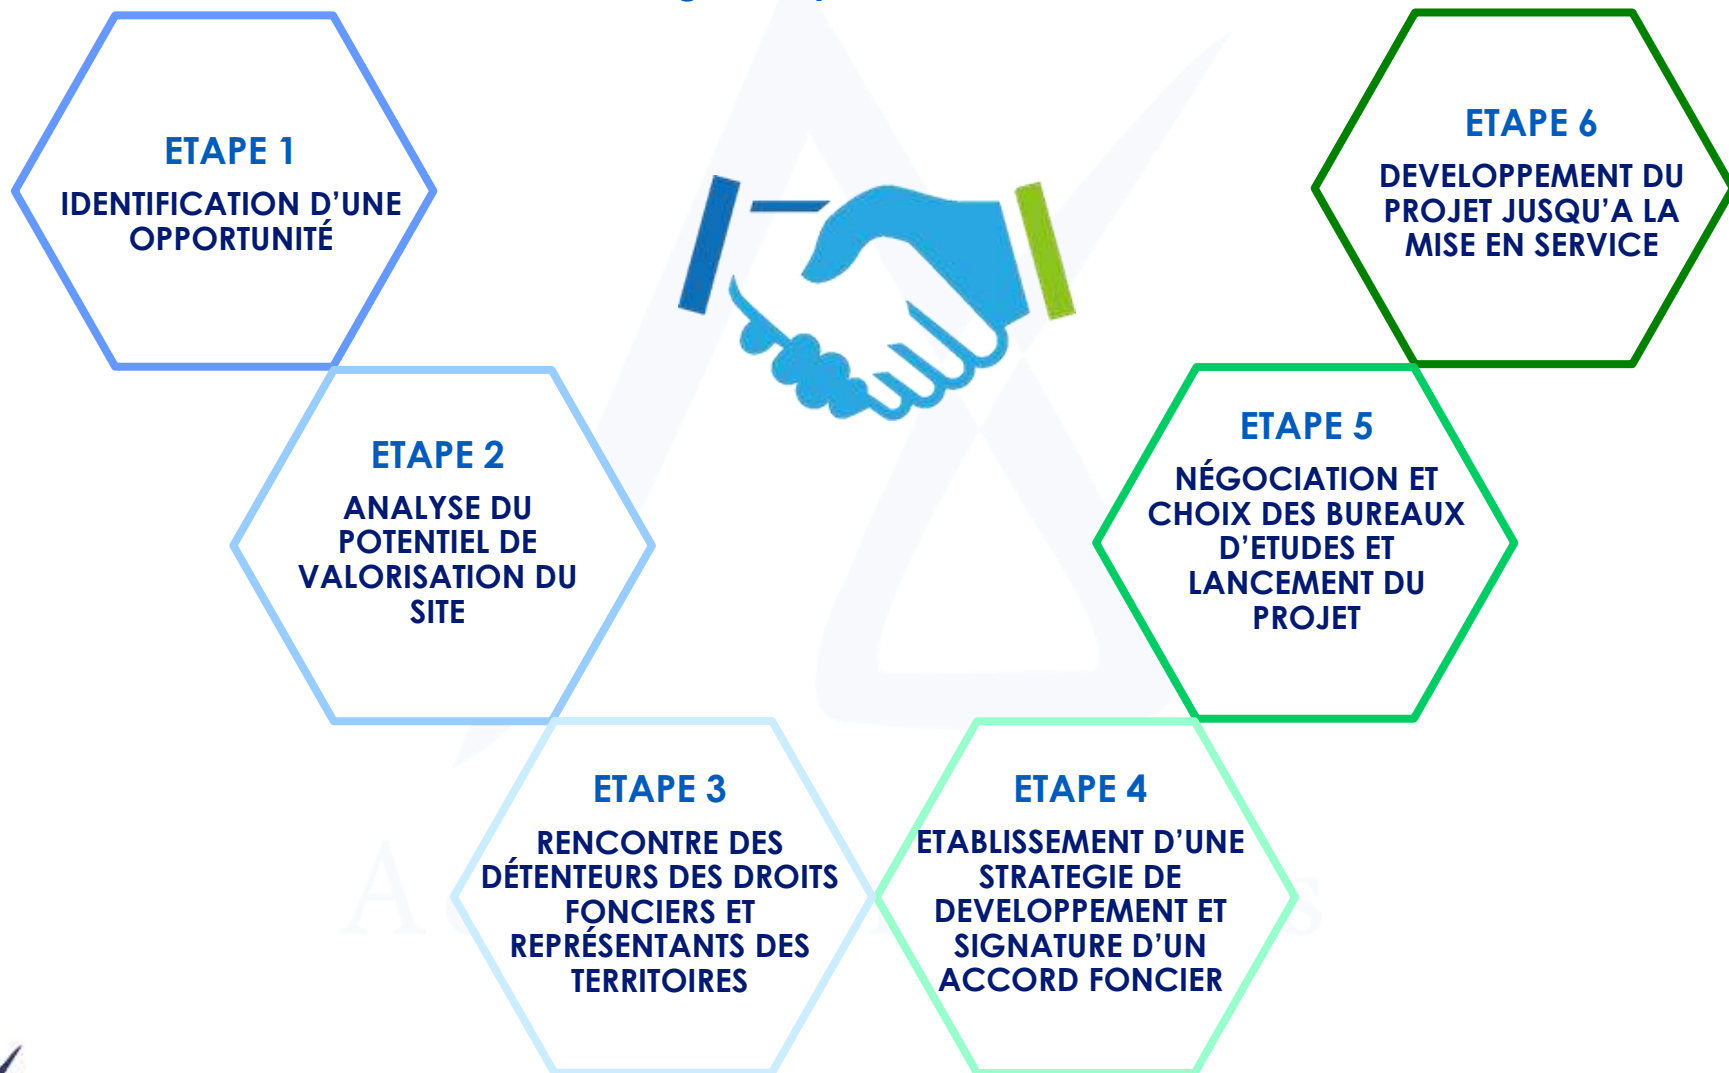 ETAPE 1
IDENTIFICATION D’UNE
OPPORTUNITÉ
ETAPE 2
ANALYSE DU
POTENTIEL DE
VALORISATION DU
SITE
ETAPE 3
RENCONTRE DES
DÉTENTEURS DES DROITS
FONCIERS ET
REPRÉSENTANTS DES
TERRITOIRES
ETAPE 4
ETABLISSEMENT D’UNE
STRATEGIE DE
DEVELOPPEMENT ET
SIGNATURE D’UN
ACCORD FONCIER
ETAPE 5
NÉGOCIATION ET
CHOIX DES BUREAUX
D’ETUDES ET
LANCEMENT DU
PROJET
ETAPE 6
DEVELOPPEMENT DU
PROJET JUSQU’A LA
MISE EN SERVICE